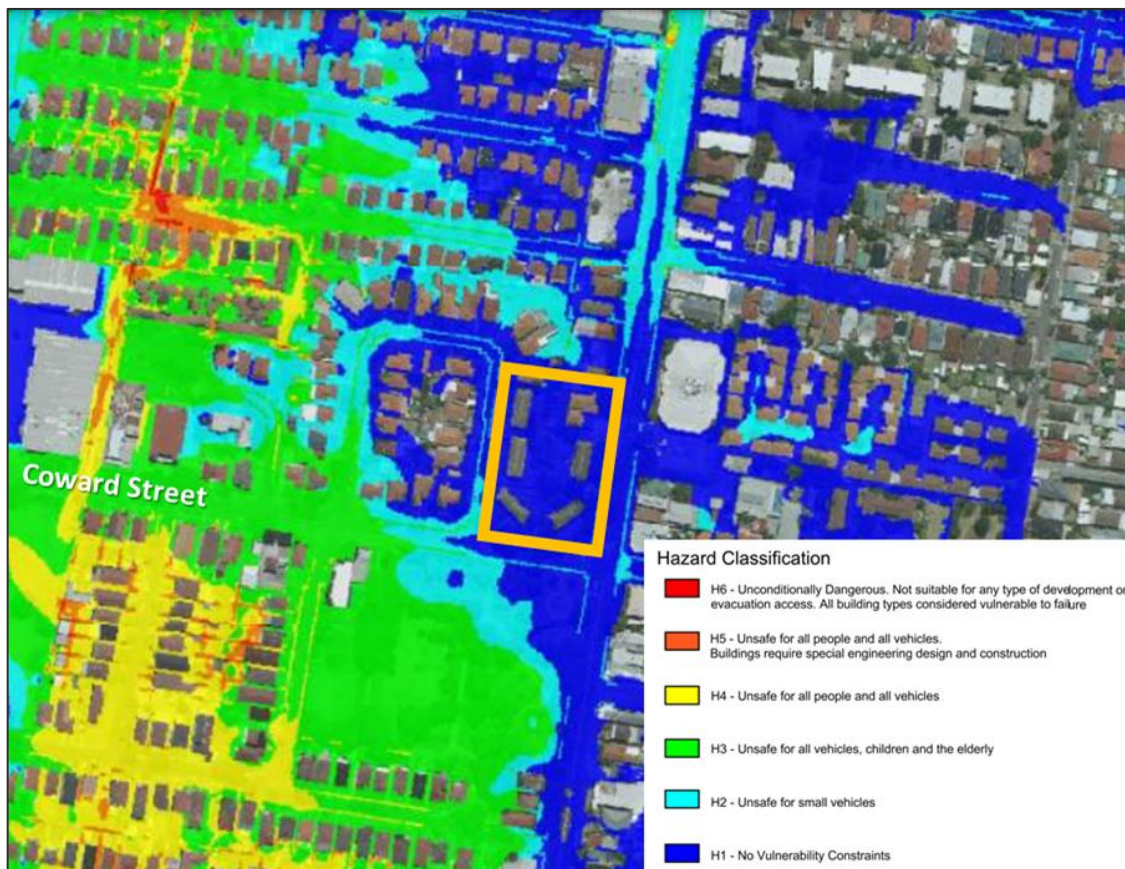 Coward Street
Hazard Classification
H6 - Unconditionally Dangerous. Not suitable for any type of development or
evacuation access. All building types considered vulnerable to failure
H5 - Unsafe for all people and all vehicles.
Buildings require special engineering design and construction
H4 - Unsafe for all people and all vehicles
H3 - Unsafe for all vehicles, children and the elderly
H2 - Unsafe for small vehicles
H1 - No Vulnerability Constraints